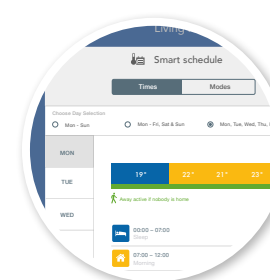 Living
Smart schedule
Times Modes
Choose Day Selection
Mon - Sun Mon - Fri, Sat & Sun Mon, Tue, Wed, Thu,
MON
19° 22° 21° 23°
TUE
Away active if nobody is home
WED
00:00 – 07:00
Sleep
07:00 – 12:00
Morning